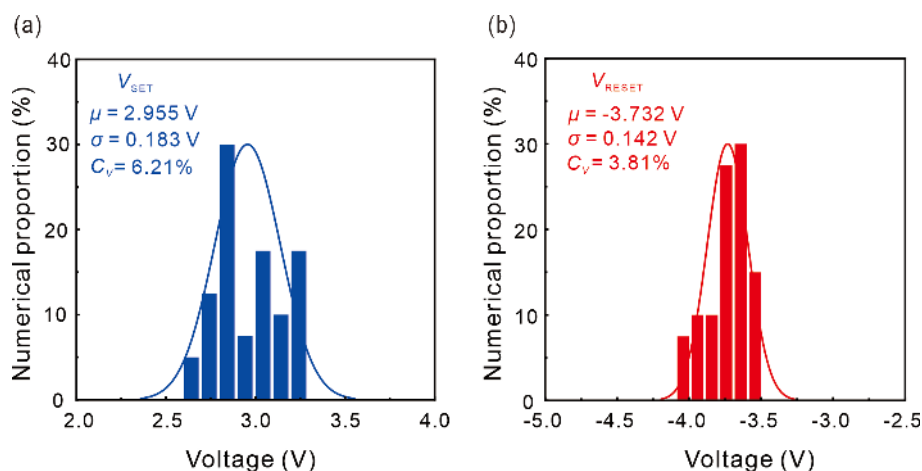 (a)
V_SET
μ = 2.955 V
σ = 0.183 V
C_V = 6.21%
Numerical proportion (%)
40
30
20
10
0
2.0 2.5 3.0 3.5 4.0
Voltage (V)
(b)
V_RESET
μ = -3.732 V
σ = 0.142 V
C_V = 3.81%
Numerical proportion (%)
40
30
20
10
0
-5.0 -4.5 -4.0 -3.5 -3.0 -2.5
Voltage (V)